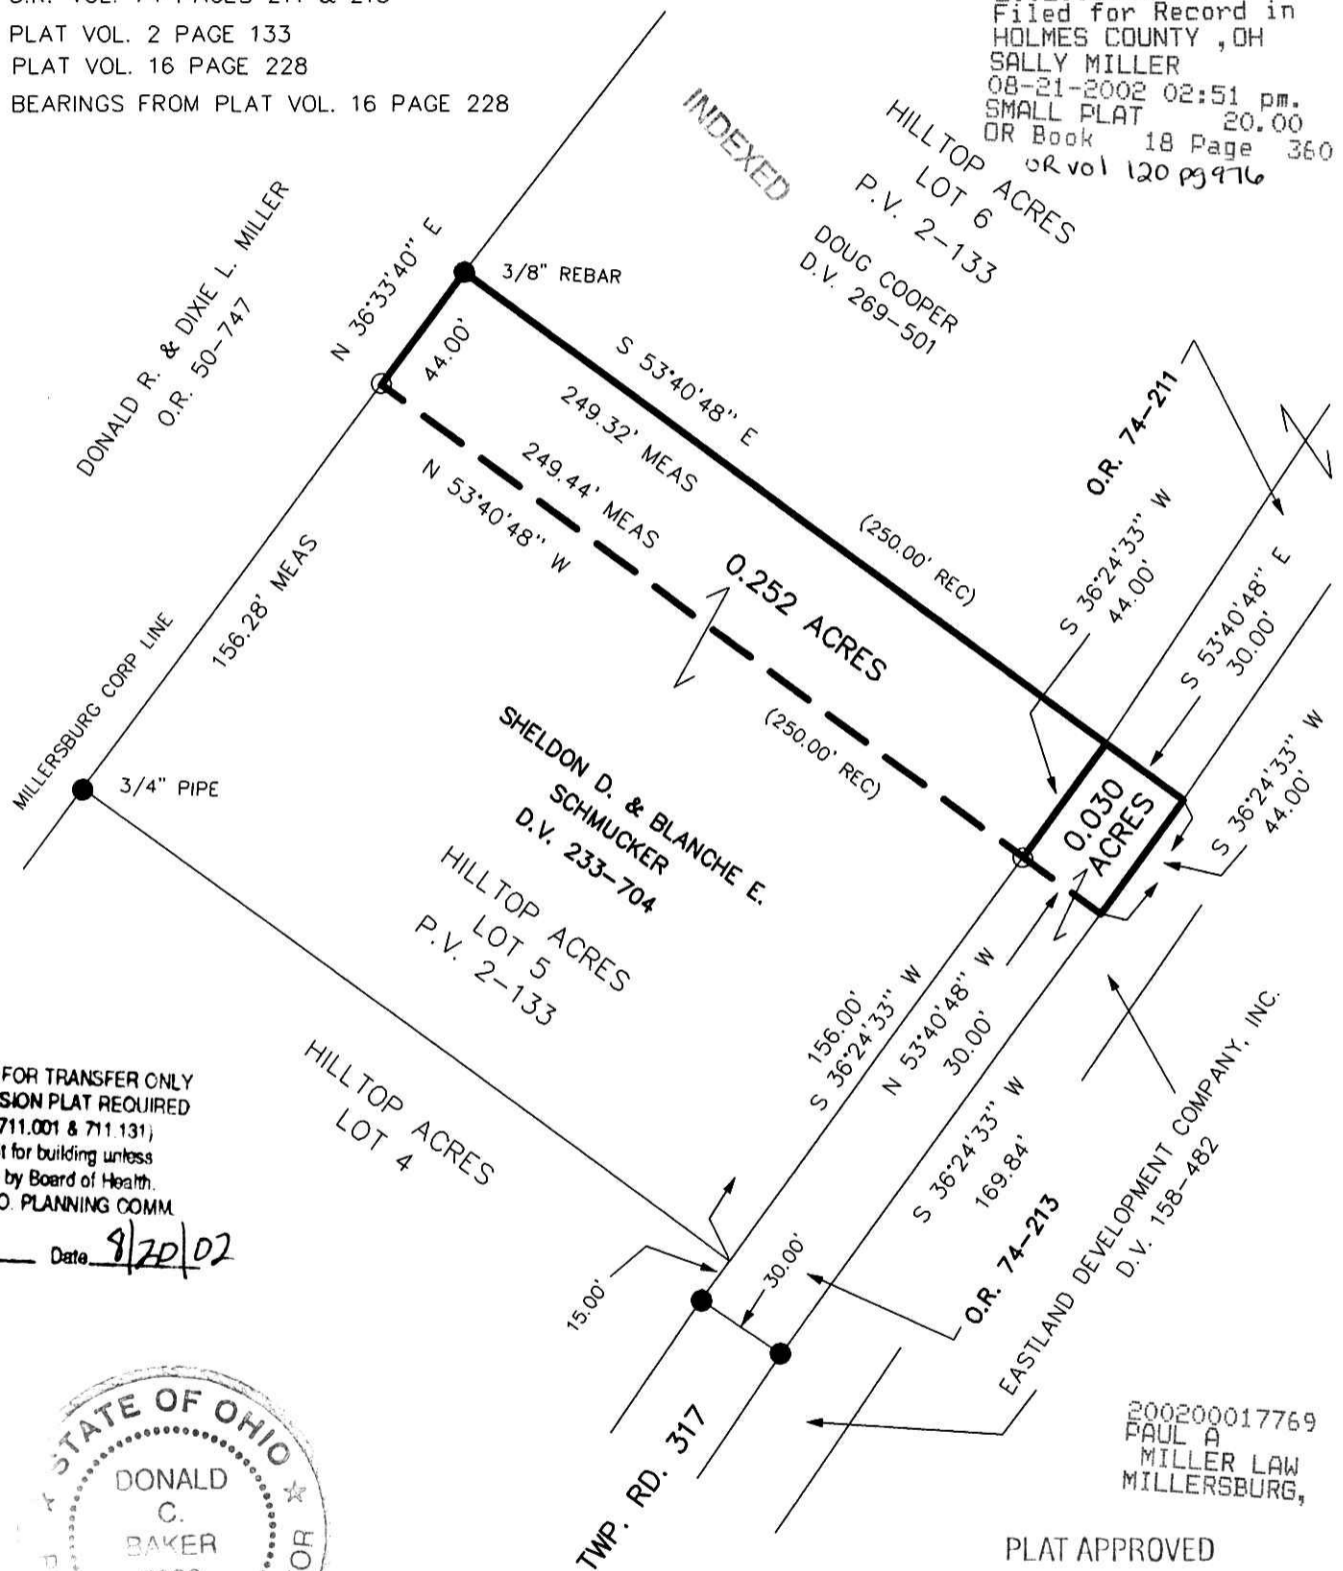 PLAT VOL. 2 PAGE 133
PLAT VOL. 16 PAGE 228
BEARINGS FROM PLAT VOL. 16 PAGE 228
Filed for Record in
HOLMES COUNTY ,OH
SALLY MILLER
08-21-2002 02:51 pm.
SMALL PLAT 20.00
OR Book 18 Page 360
OR vol 120 pg 976
INDEXED
HILLTOP ACRES
LOT 6
P.V. 2-133
DOUG COOPER
D.V. 269-501
DONALD R. & DIXIE L. MILLER
O.R. 50-747
N 36°33'40" E
44.00'
3/8" REBAR
S 53°40'48" E
249.32' MEAS
(250.00' REC)
249.44' MEAS
N 53°40'48" W
(250.00' REC)
0.252 ACRES
O.R. 74-211
S 36°24'33" W
44.00'
S 53°40'48" E
30.00'
S 36°24'33" W
44.00'
0.030
ACRES
156.28' MEAS
MILLERSBURG CORP LINE
3/4" PIPE
SHELDON D. & BLANCHE E.
SCHMUCKER
D.V. 233-704
HILLTOP ACRES
LOT 5
P.V. 2-133
HILLTOP ACRES
LOT 4
156.00'
S 36°24'33" W
N 53°40'48" W
30.00'
S 36°24'33" W
169.84'
O.R. 74-213
EASTLAND DEVELOPMENT COMPANY, INC.
D.V. 158-482
15.00'
30.00'
TWP. RD. 317
FOR TRANSFER ONLY
SION PLAT REQUIRED
711.001 & 711.131)
t for building unless
by Board of Health.
O. PLANNING COMM.
Date 8/20/02
STATE OF OHIO
DONALD
C.
BAKER
200200017769
PAUL A
MILLER LAW
MILLERSBURG,
PLAT APPROVED